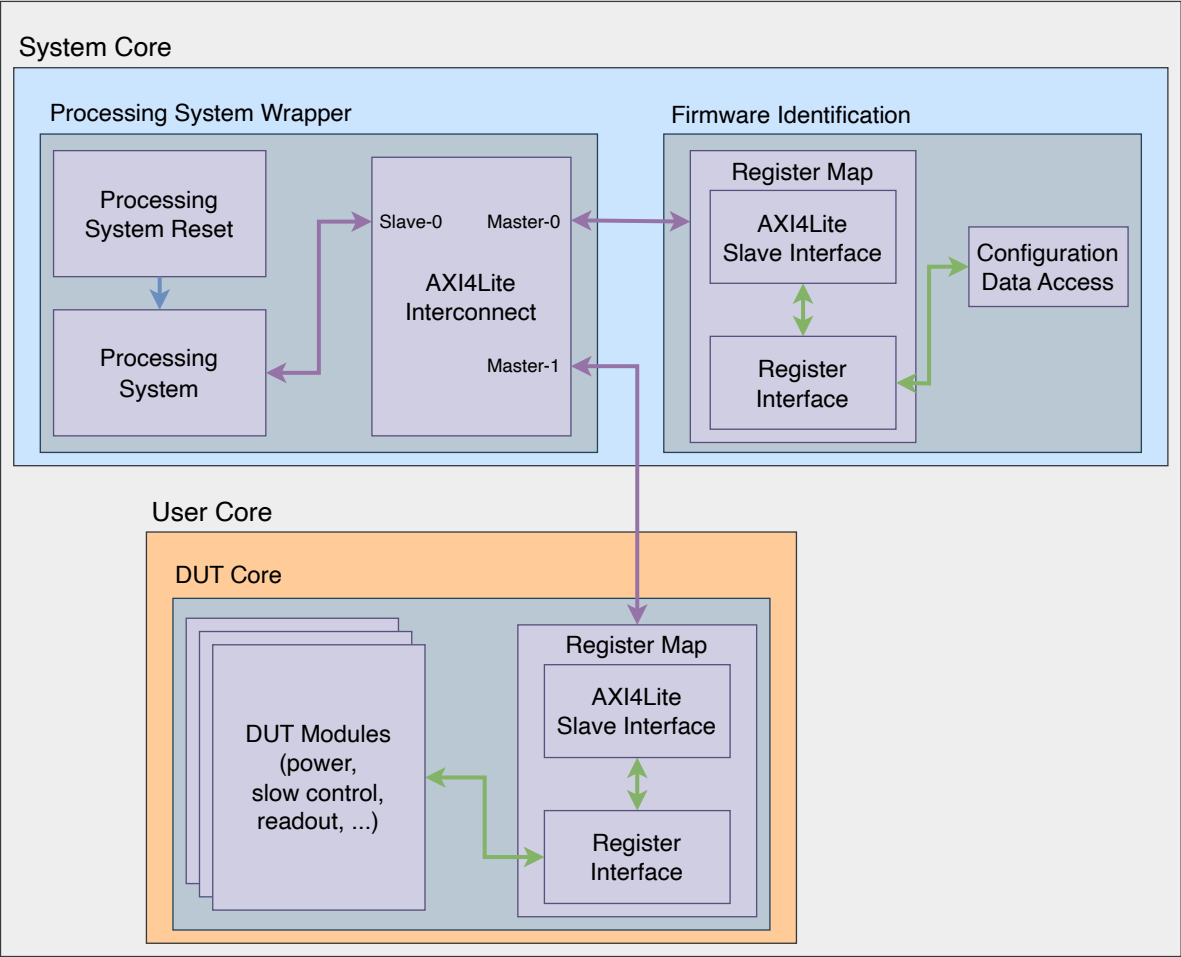 System Core
Processing System Wrapper
Processing
System Reset
Processing
System
Slave-0
Master-0
AXI4Lite
Interconnect
Master-1
Firmware Identification
Register Map
AXI4Lite
Slave Interface
Register
Interface
Configuration
Data Access
User Core
DUT Core
DUT Modules
(power,
slow control,
readout, ...)
Register Map
AXI4Lite
Slave Interface
Register
Interface